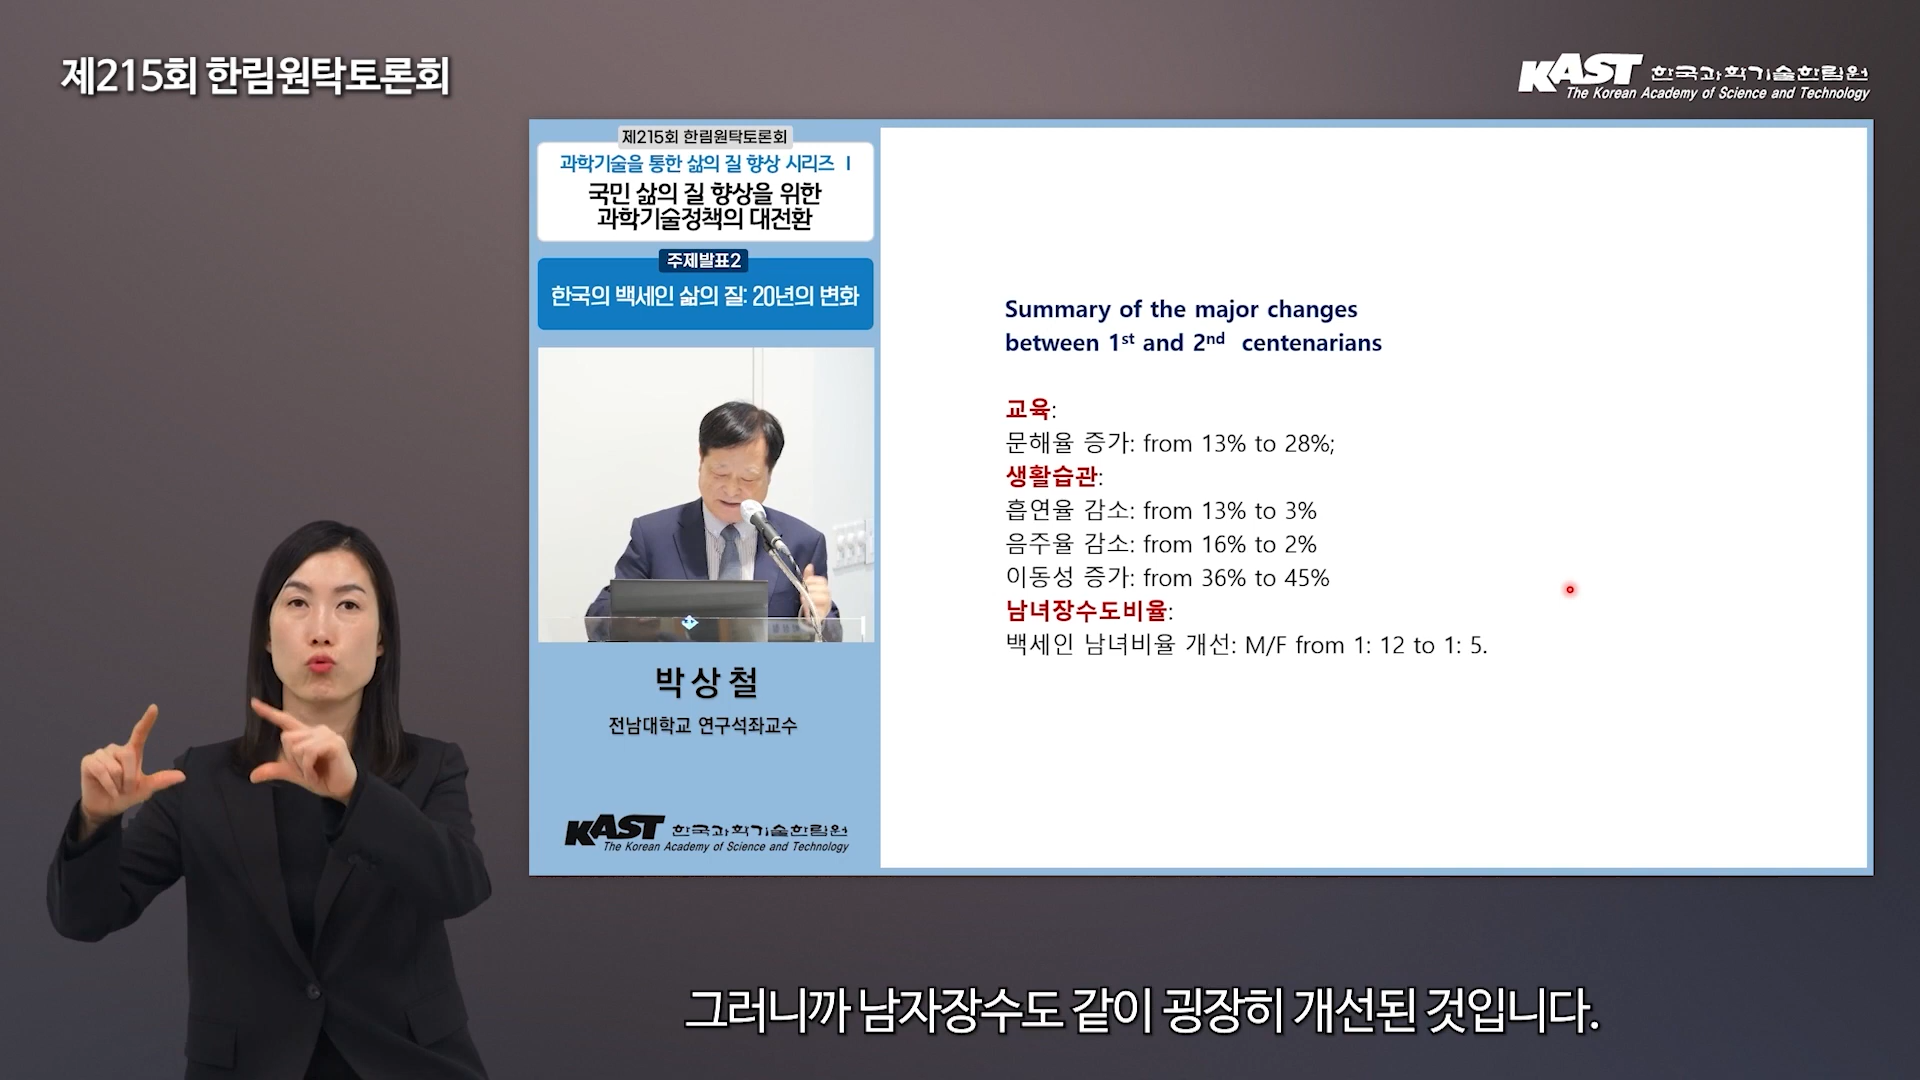 제215회 한림원탁토론회
KAST 한국과학기술한림원
The Korean Academy of Science and Technology
제215회 한림원탁토론회
과학기술을 통한 삶의 질 향상 시리즈 Ⅰ
국민 삶의 질 향상을 위한
과학기술정책의 대전환
주제발표2
한국의 백세인 삶의 질: 20년의 변화
박상철
전남대학교 연구석좌교수
KAST 한국과학기술한림원
The Korean Academy of Science and Technology
Summary of the major changes
between 1st and 2nd centenarians
교육:
문해율 증가: from 13% to 28%;
생활습관:
흡연율 감소: from 13% to 3%
음주율 감소: from 16% to 2%
이동성 증가: from 36% to 45%
남녀장수도비율:
백세인 남녀비율 개선: M/F from 1: 12 to 1: 5.
그러니까 남자장수도 같이 굉장히 개선된 것입니다.